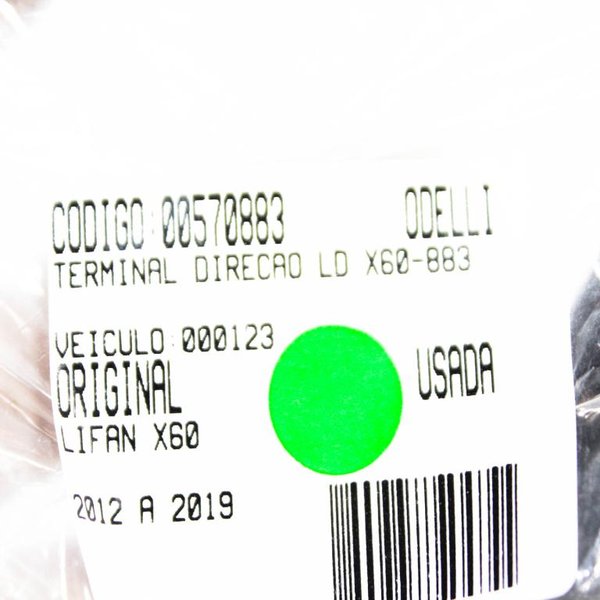 CODIGO:00570883 ODELLI
TERMINAL DIRECAO LD X60-883
VEICULO:000123
ORIGINAL USADA
LIFAN X60
2012 A 2019